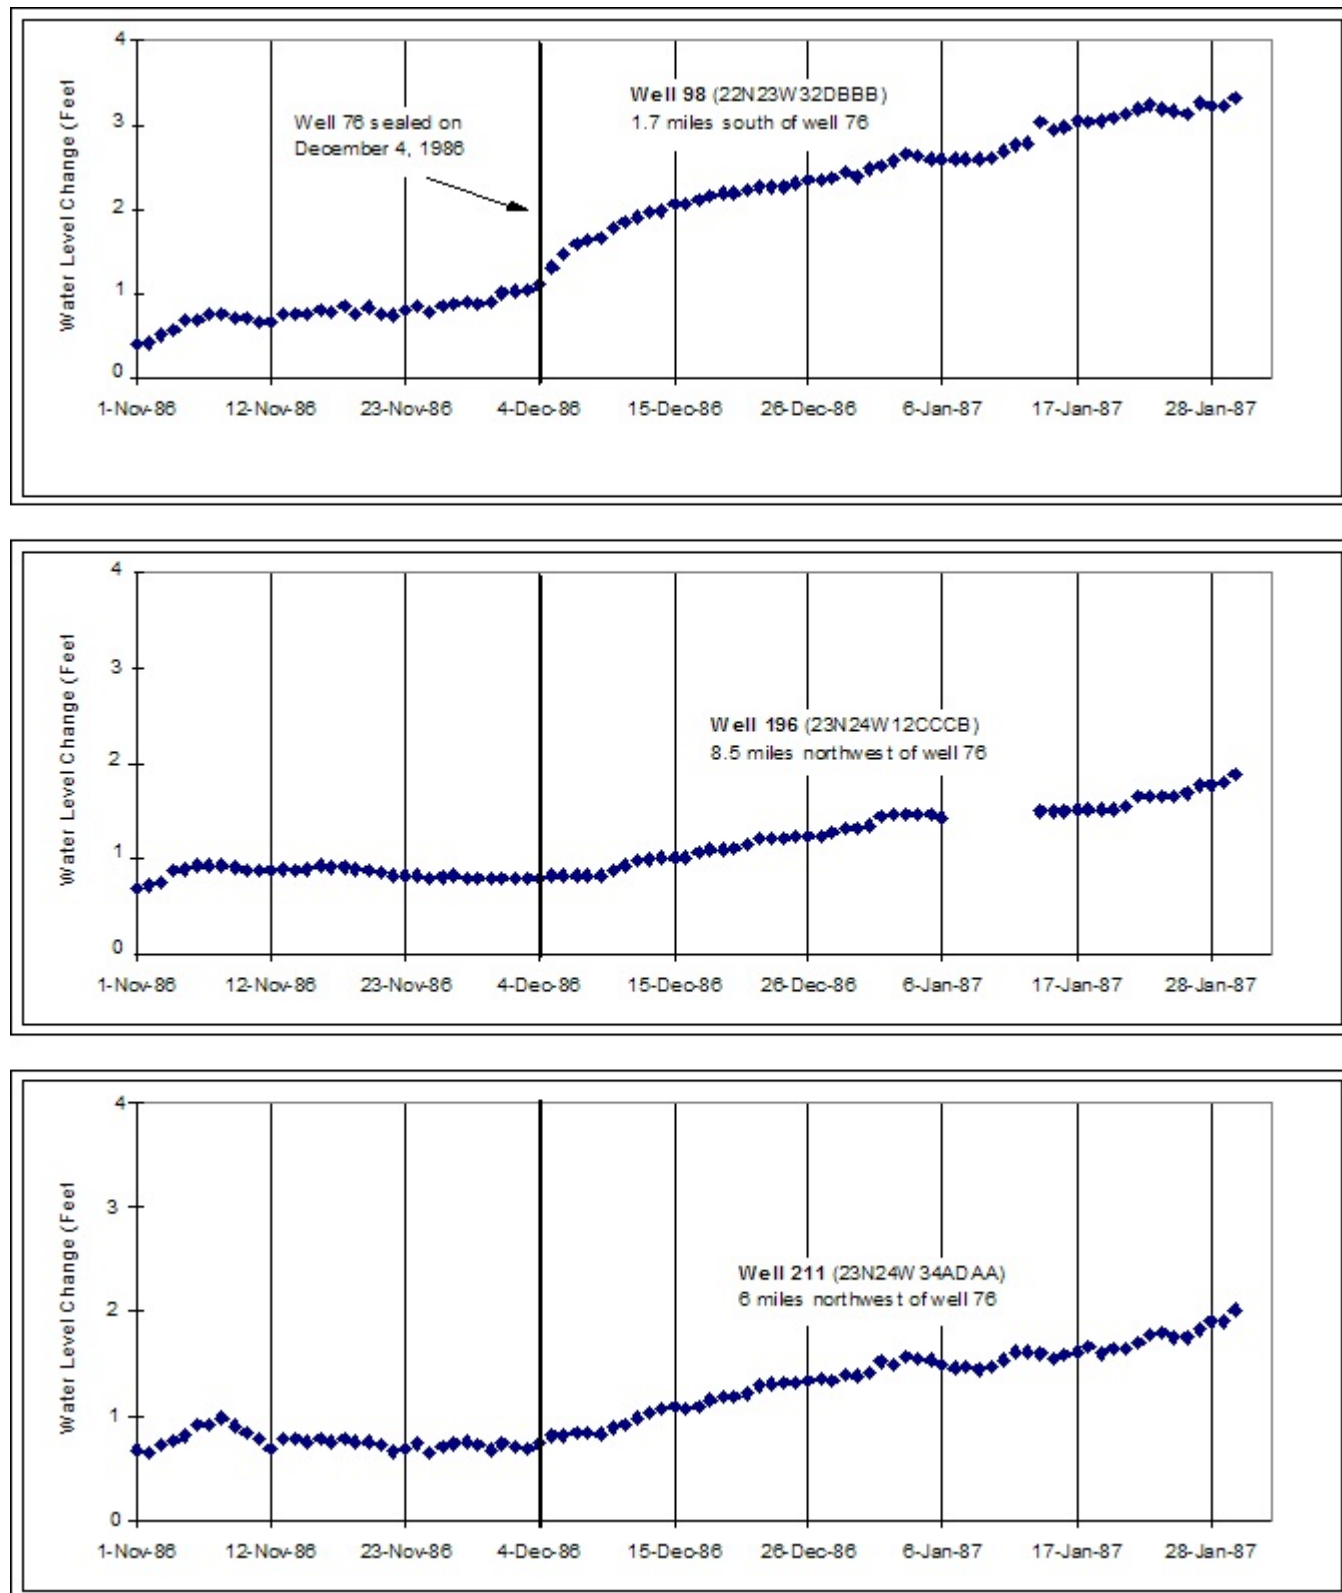 4
3
2
1
0
Water Level Change (Feet
Well 76 sealed on
December 4, 1986
Well 98 (22N23W32DBBB)
1.7 miles south of well 76
1-Nov-86 12-Nov-86 23-Nov-86 4-Dec-86 15-Dec-86 26-Dec-86 6-Jan-87 17-Jan-87 28-Jan-87
4
3
2
1
0
Water Level Change (Feet
Well 196 (23N24W12CCCB)
8.5 miles northwest of well 76
1-Nov-86 12-Nov-86 23-Nov-86 4-Dec-86 15-Dec-86 26-Dec-86 6-Jan-87 17-Jan-87 28-Jan-87
4
3
2
1
0
Water Level Change (Feet
Well 211 (23N24W34ADAA)
6 miles northwest of well 76
1-Nov-86 12-Nov-86 23-Nov-86 4-Dec-86 15-Dec-86 26-Dec-86 6-Jan-87 17-Jan-87 28-Jan-87